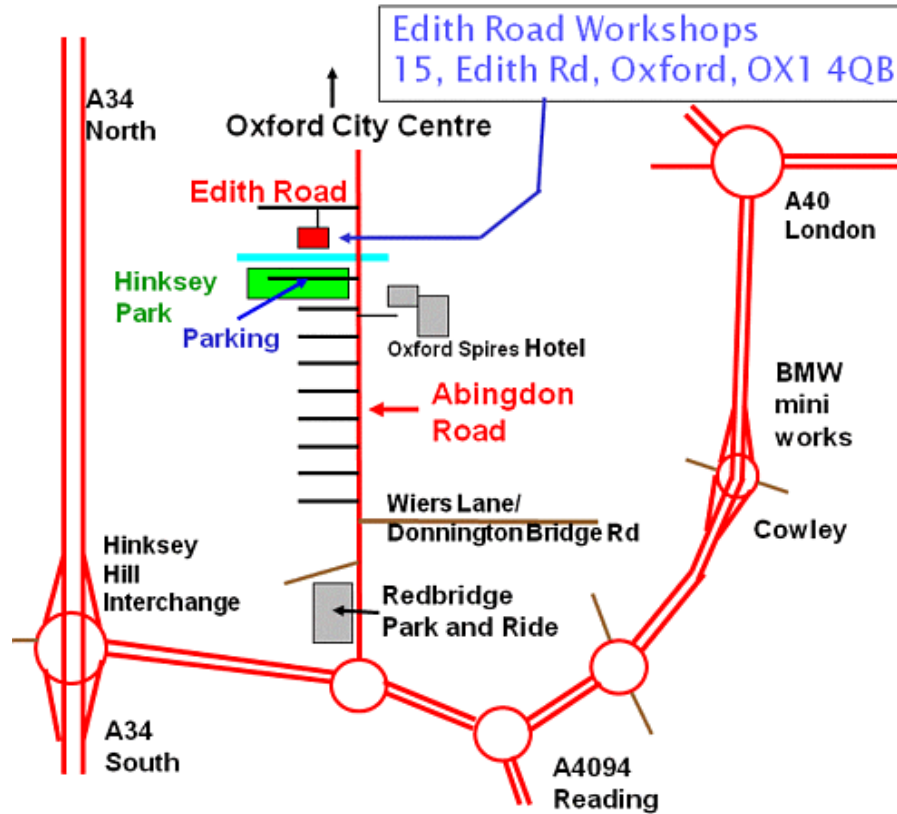 Edith Road Workshops
15, Edith Rd, Oxford, OX1 4QB
A34
North
Oxford City Centre
Edith Road
A40
London
Hinksey
Park
Parking
Oxford Spires Hotel
Abingdon
Road
BMW
mini
works
Wiers Lane/
Donnington Bridge Rd
Cowley
Hinksey
Hill
Interchange
Redbridge
Park and Ride
A34
South
A4094
Reading